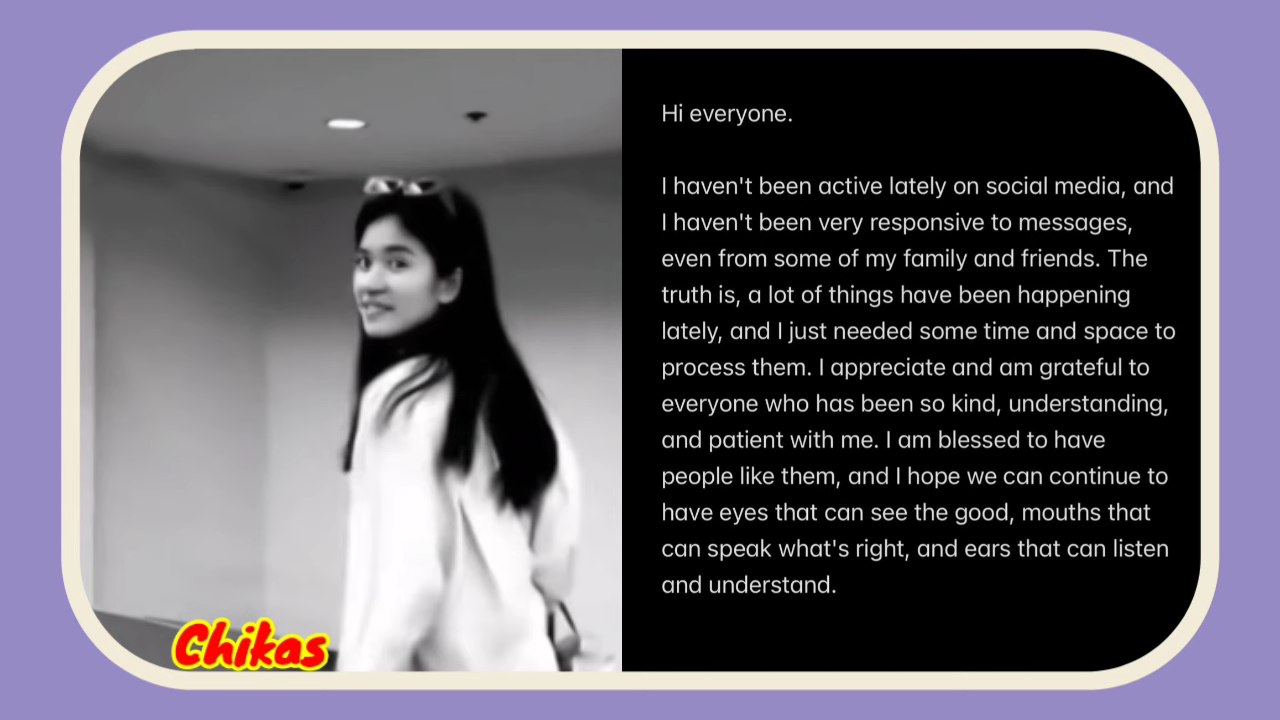 Hi everyone.
I haven't been active lately on social media, and
I haven't been very responsive to messages,
even from some of my family and friends. The
truth is, a lot of things have been happening
lately, and I just needed some time and space to
process them. I appreciate and am grateful to
everyone who has been so kind, understanding,
and patient with me. I am blessed to have
people like them, and I hope we can continue to
have eyes that can see the good, mouths that
can speak what's right, and ears that can listen
and understand.
Chikas